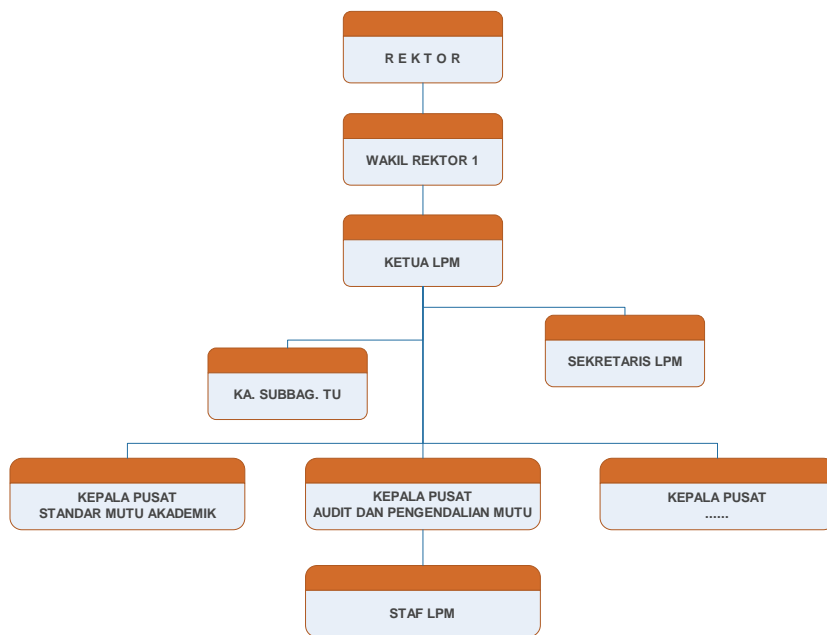 R E K T O R
WAKIL REKTOR 1
KETUA LPM
SEKRETARIS LPM
KA. SUBBAG. TU
KEPALA PUSAT
STANDAR MUTU AKADEMIK
KEPALA PUSAT
AUDIT DAN PENGENDALIAN MUTU
KEPALA PUSAT
......
STAF LPM